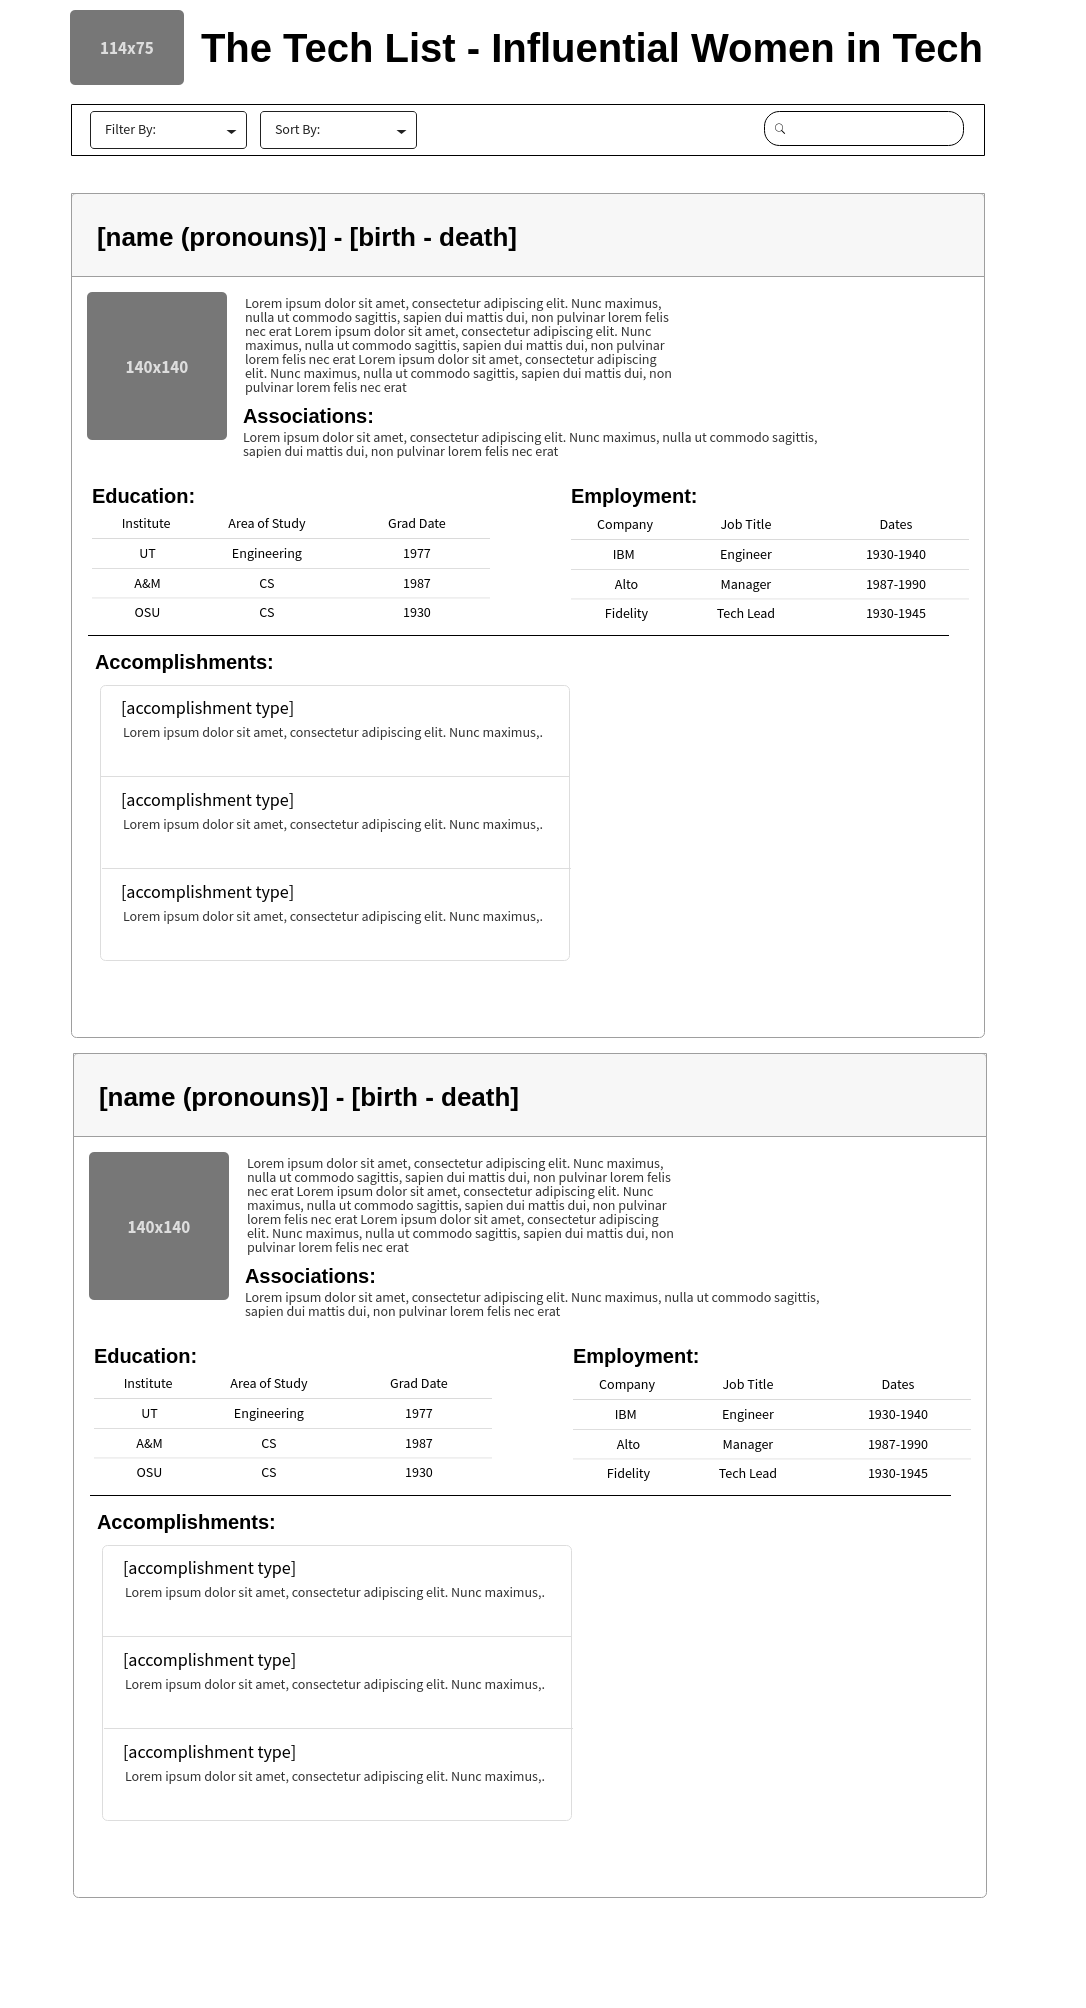 114x75
The Tech List - Influential Women in Tech
Filter By:
Sort By:
[name (pronouns)] - [birth - death]
140x140
Lorem ipsum dolor sit amet, consectetur adipiscing elit. Nunc maximus,
nulla ut commodo sagittis, sapien dui mattis dui, non pulvinar lorem felis
nec erat Lorem ipsum dolor sit amet, consectetur adipiscing elit. Nunc
maximus, nulla ut commodo sagittis, sapien dui mattis dui, non pulvinar
lorem felis nec erat Lorem ipsum dolor sit amet, consectetur adipiscing
elit. Nunc maximus, nulla ut commodo sagittis, sapien dui mattis dui, non
pulvinar lorem felis nec erat
Associations:
Lorem ipsum dolor sit amet, consectetur adipiscing elit. Nunc maximus, nulla ut commodo sagittis,
sapien dui mattis dui, non pulvinar lorem felis nec erat
Education:
Institute Area of Study Grad Date
UT Engineering 1977
A&M CS 1987
OSU CS 1930
Employment:
Company Job Title Dates
IBM Engineer 1930-1940
Alto Manager 1987-1990
Fidelity Tech Lead 1930-1945
Accomplishments:
[accomplishment type]
Lorem ipsum dolor sit amet, consectetur adipiscing elit. Nunc maximus,.
[accomplishment type]
Lorem ipsum dolor sit amet, consectetur adipiscing elit. Nunc maximus,.
[accomplishment type]
Lorem ipsum dolor sit amet, consectetur adipiscing elit. Nunc maximus,.
[name (pronouns)] - [birth - death]
140x140
Lorem ipsum dolor sit amet, consectetur adipiscing elit. Nunc maximus,
nulla ut commodo sagittis, sapien dui mattis dui, non pulvinar lorem felis
nec erat Lorem ipsum dolor sit amet, consectetur adipiscing elit. Nunc
maximus, nulla ut commodo sagittis, sapien dui mattis dui, non pulvinar
lorem felis nec erat Lorem ipsum dolor sit amet, consectetur adipiscing
elit. Nunc maximus, nulla ut commodo sagittis, sapien dui mattis dui, non
pulvinar lorem felis nec erat
Associations:
Lorem ipsum dolor sit amet, consectetur adipiscing elit. Nunc maximus, nulla ut commodo sagittis,
sapien dui mattis dui, non pulvinar lorem felis nec erat
Education:
Institute Area of Study Grad Date
UT Engineering 1977
A&M CS 1987
OSU CS 1930
Employment:
Company Job Title Dates
IBM Engineer 1930-1940
Alto Manager 1987-1990
Fidelity Tech Lead 1930-1945
Accomplishments:
[accomplishment type]
Lorem ipsum dolor sit amet, consectetur adipiscing elit. Nunc maximus,.
[accomplishment type]
Lorem ipsum dolor sit amet, consectetur adipiscing elit. Nunc maximus,.
[accomplishment type]
Lorem ipsum dolor sit amet, consectetur adipiscing elit. Nunc maximus,.